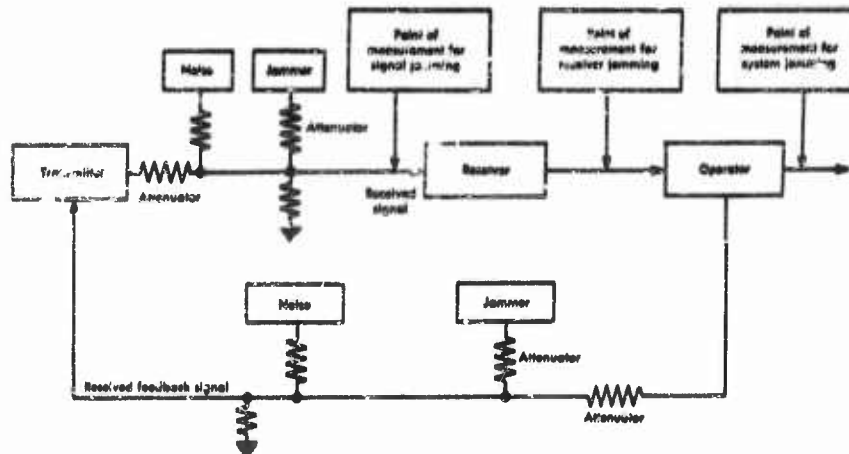 Point of
measurement for
signal jamming
Point of
measurement for
receiver jamming
Point of
measurement for
system jamming
Noise
Jammer
Attenuator
Transmitter
Attenuator
Received
signal
Receiver
Operator
Noise
Jammer
Attenuator
Received feedback signal
Attenuator